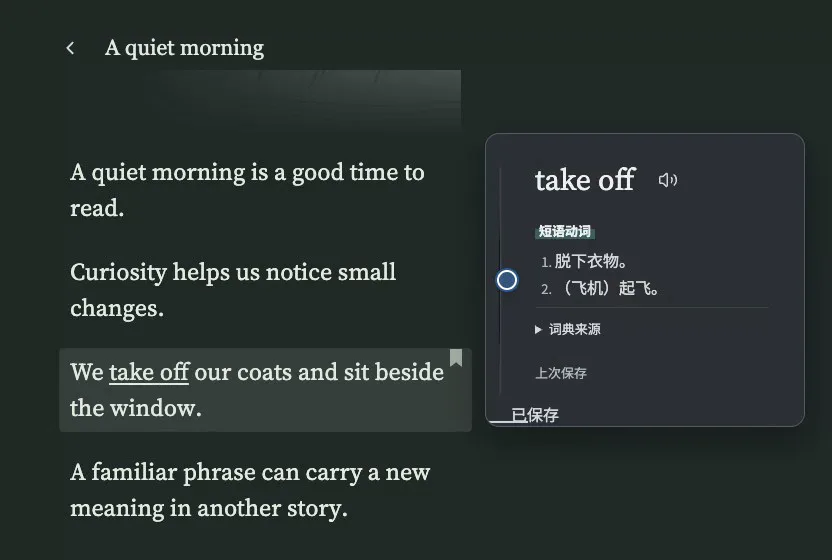 A quiet morning
A quiet morning is a good time to
read.
Curiosity helps us notice small
changes.
We take off our coats and sit beside
the window.
A familiar phrase can carry a new
meaning in another story.
take off
短语动词
1. 脱下衣物。
2. （飞机）起飞。
词典来源
上次保存
已保存